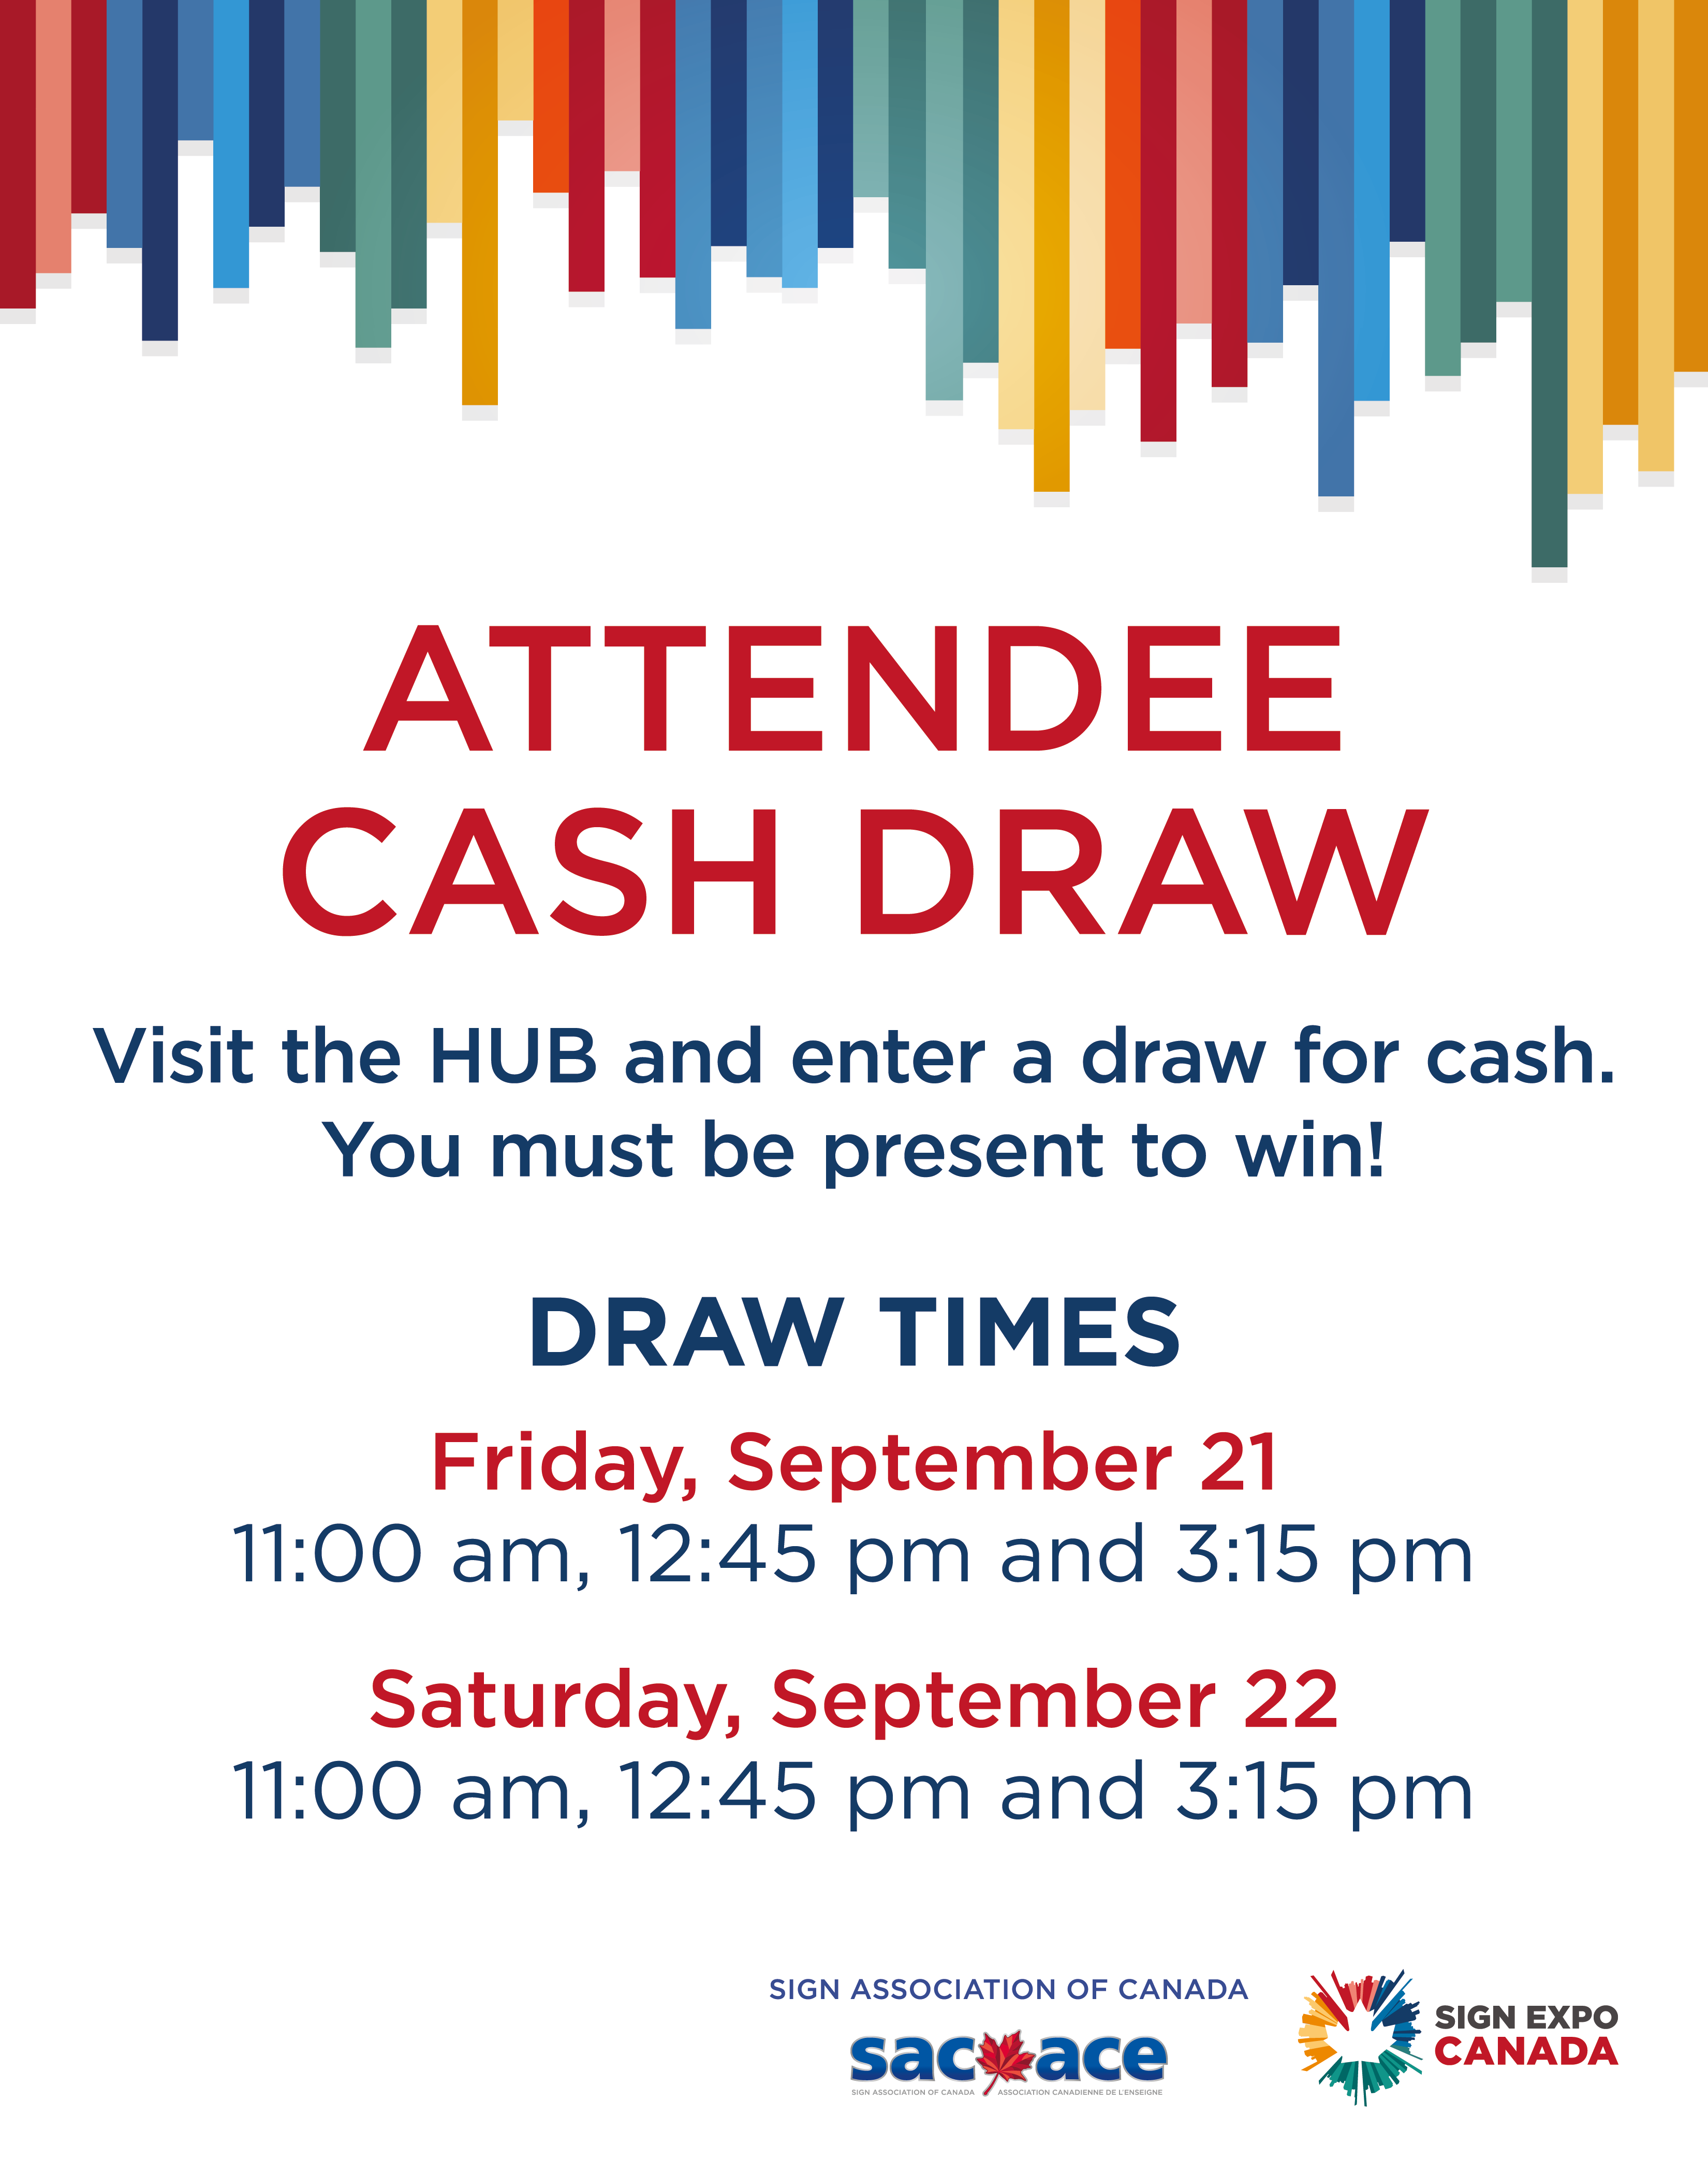 ATTENDEE
CASH DRAW
Visit the HUB and enter a draw for cash.
You must be present to win!
DRAW TIMES
Friday, September 21
11:00 am, 12:45 pm and 3:15 pm
Saturday, September 22
11:00 am, 12:45 pm and 3:15 pm
SIGN ASSOCIATION OF CANADA
sac ace
SIGN ASSOCIATION OF CANADA ASSOCIATION CANADIENNE DE L'ENSEIGNE
SIGN EXPO
CANADA